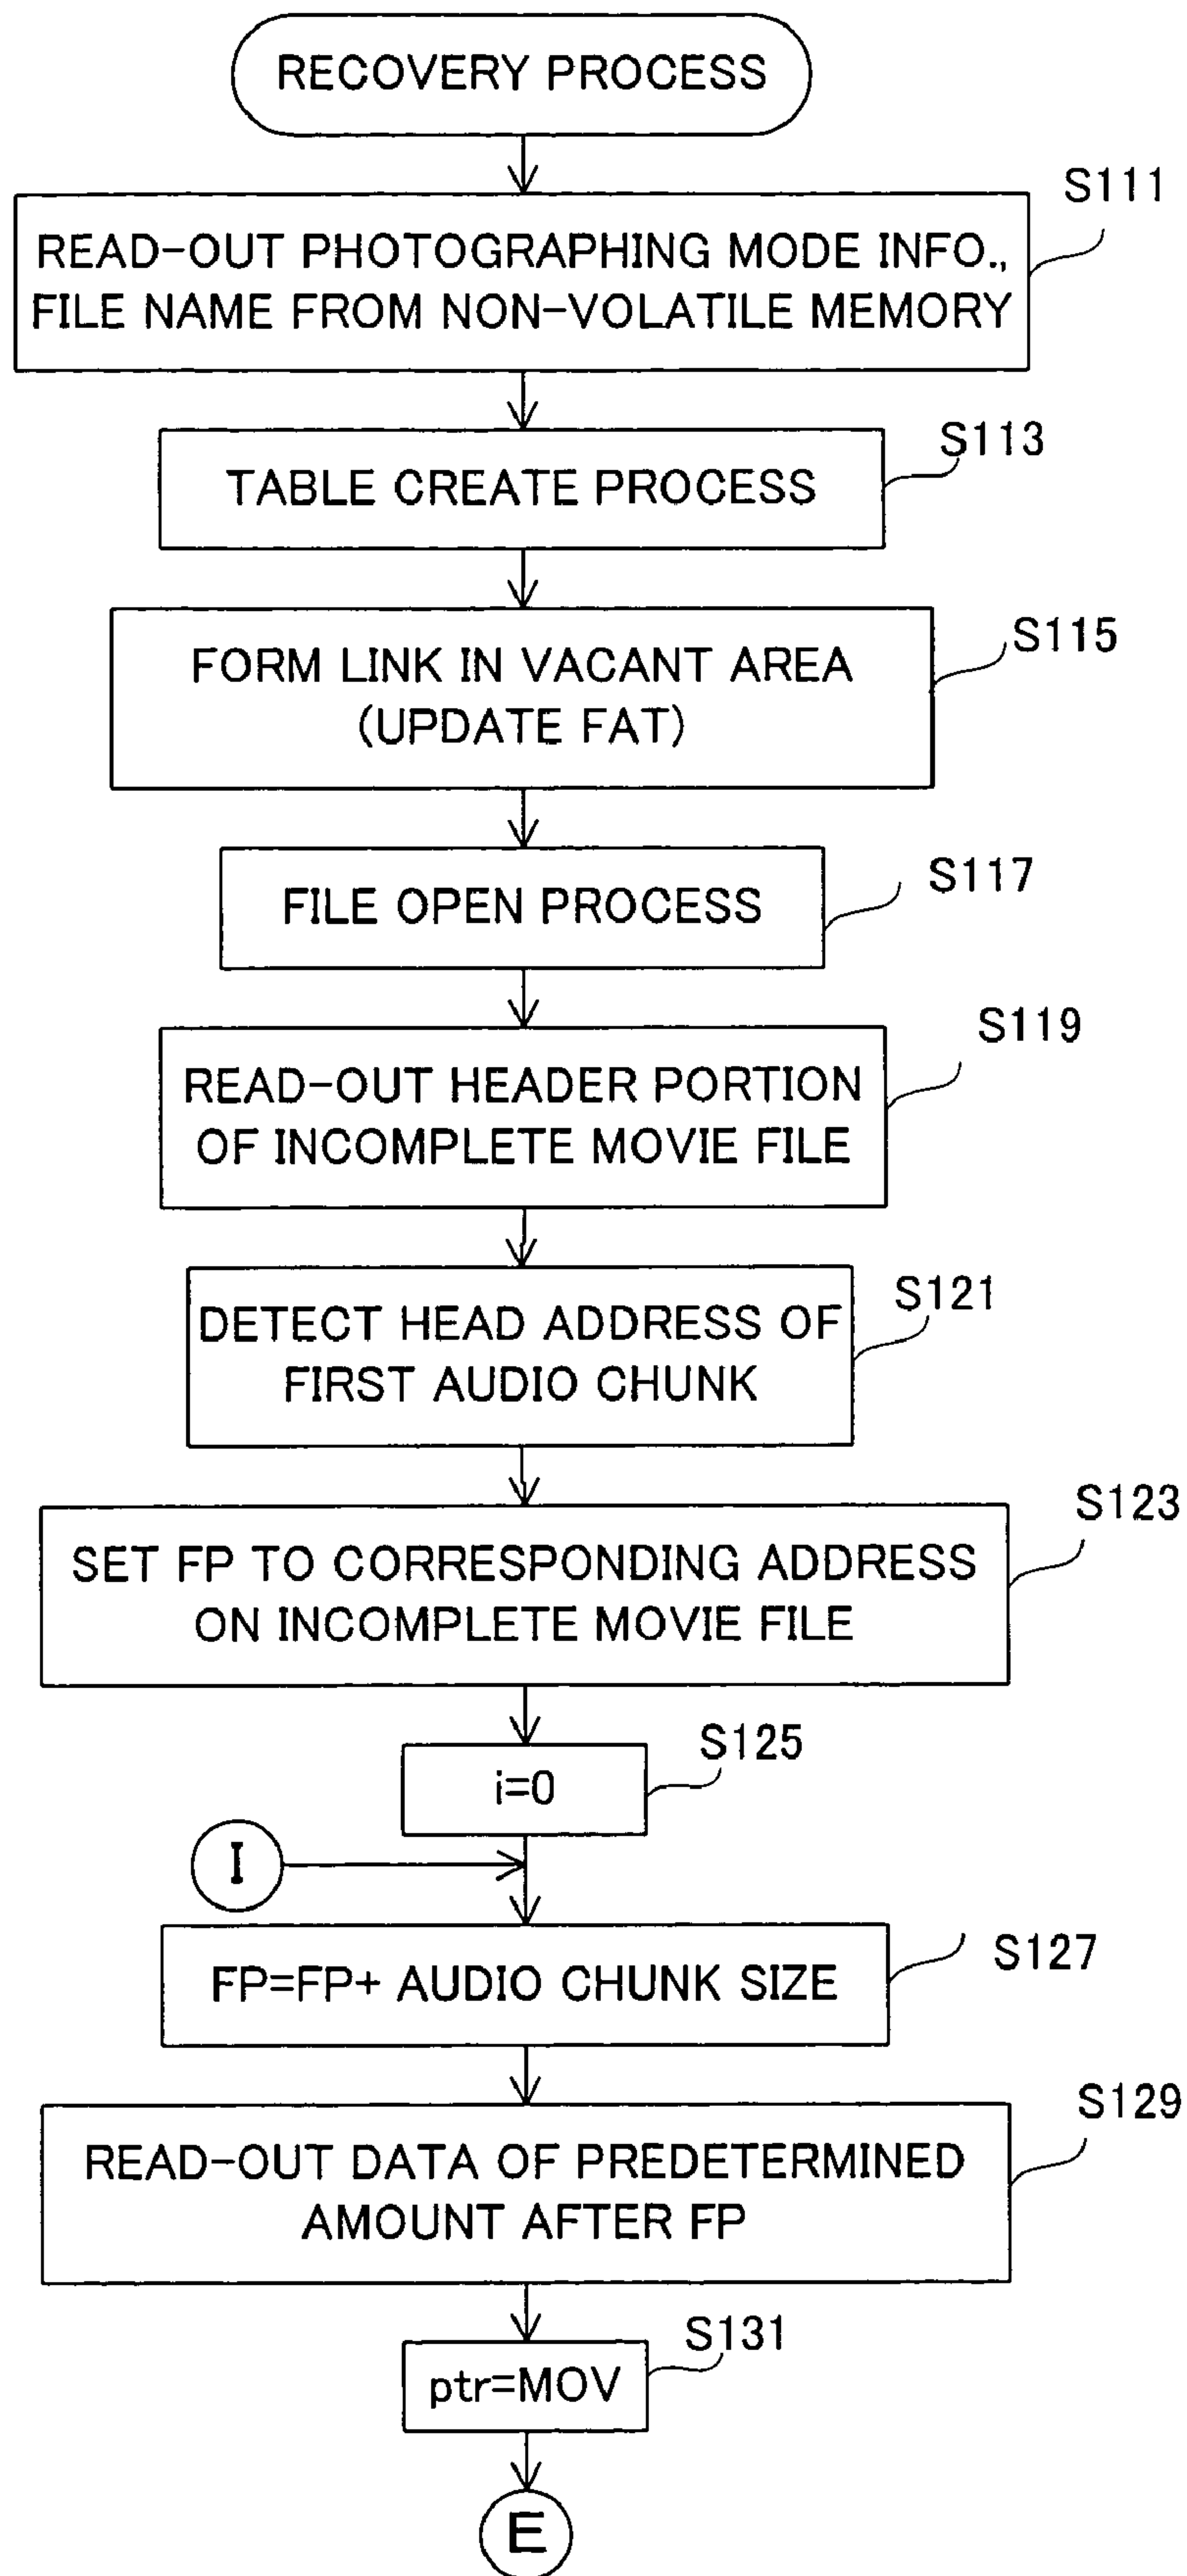 RECOVERY PROCESS
S111
READ-OUT PHOTOGRAPHING MODE INFO.,
FILE NAME FROM NON-VOLATILE MEMORY
S113
TABLE CREATE PROCESS
S115
FORM LINK IN VACANT AREA
(UPDATE FAT)
S117
FILE OPEN PROCESS
S119
READ-OUT HEADER PORTION
OF INCOMPLETE MOVIE FILE
S121
DETECT HEAD ADDRESS OF
FIRST AUDIO CHUNK
S123
SET FP TO CORRESPONDING ADDRESS
ON INCOMPLETE MOVIE FILE
S125
i=0
I
S127
FP=FP+ AUDIO CHUNK SIZE
S129
READ-OUT DATA OF PREDETERMINED
AMOUNT AFTER FP
S131
ptr=MOV
E